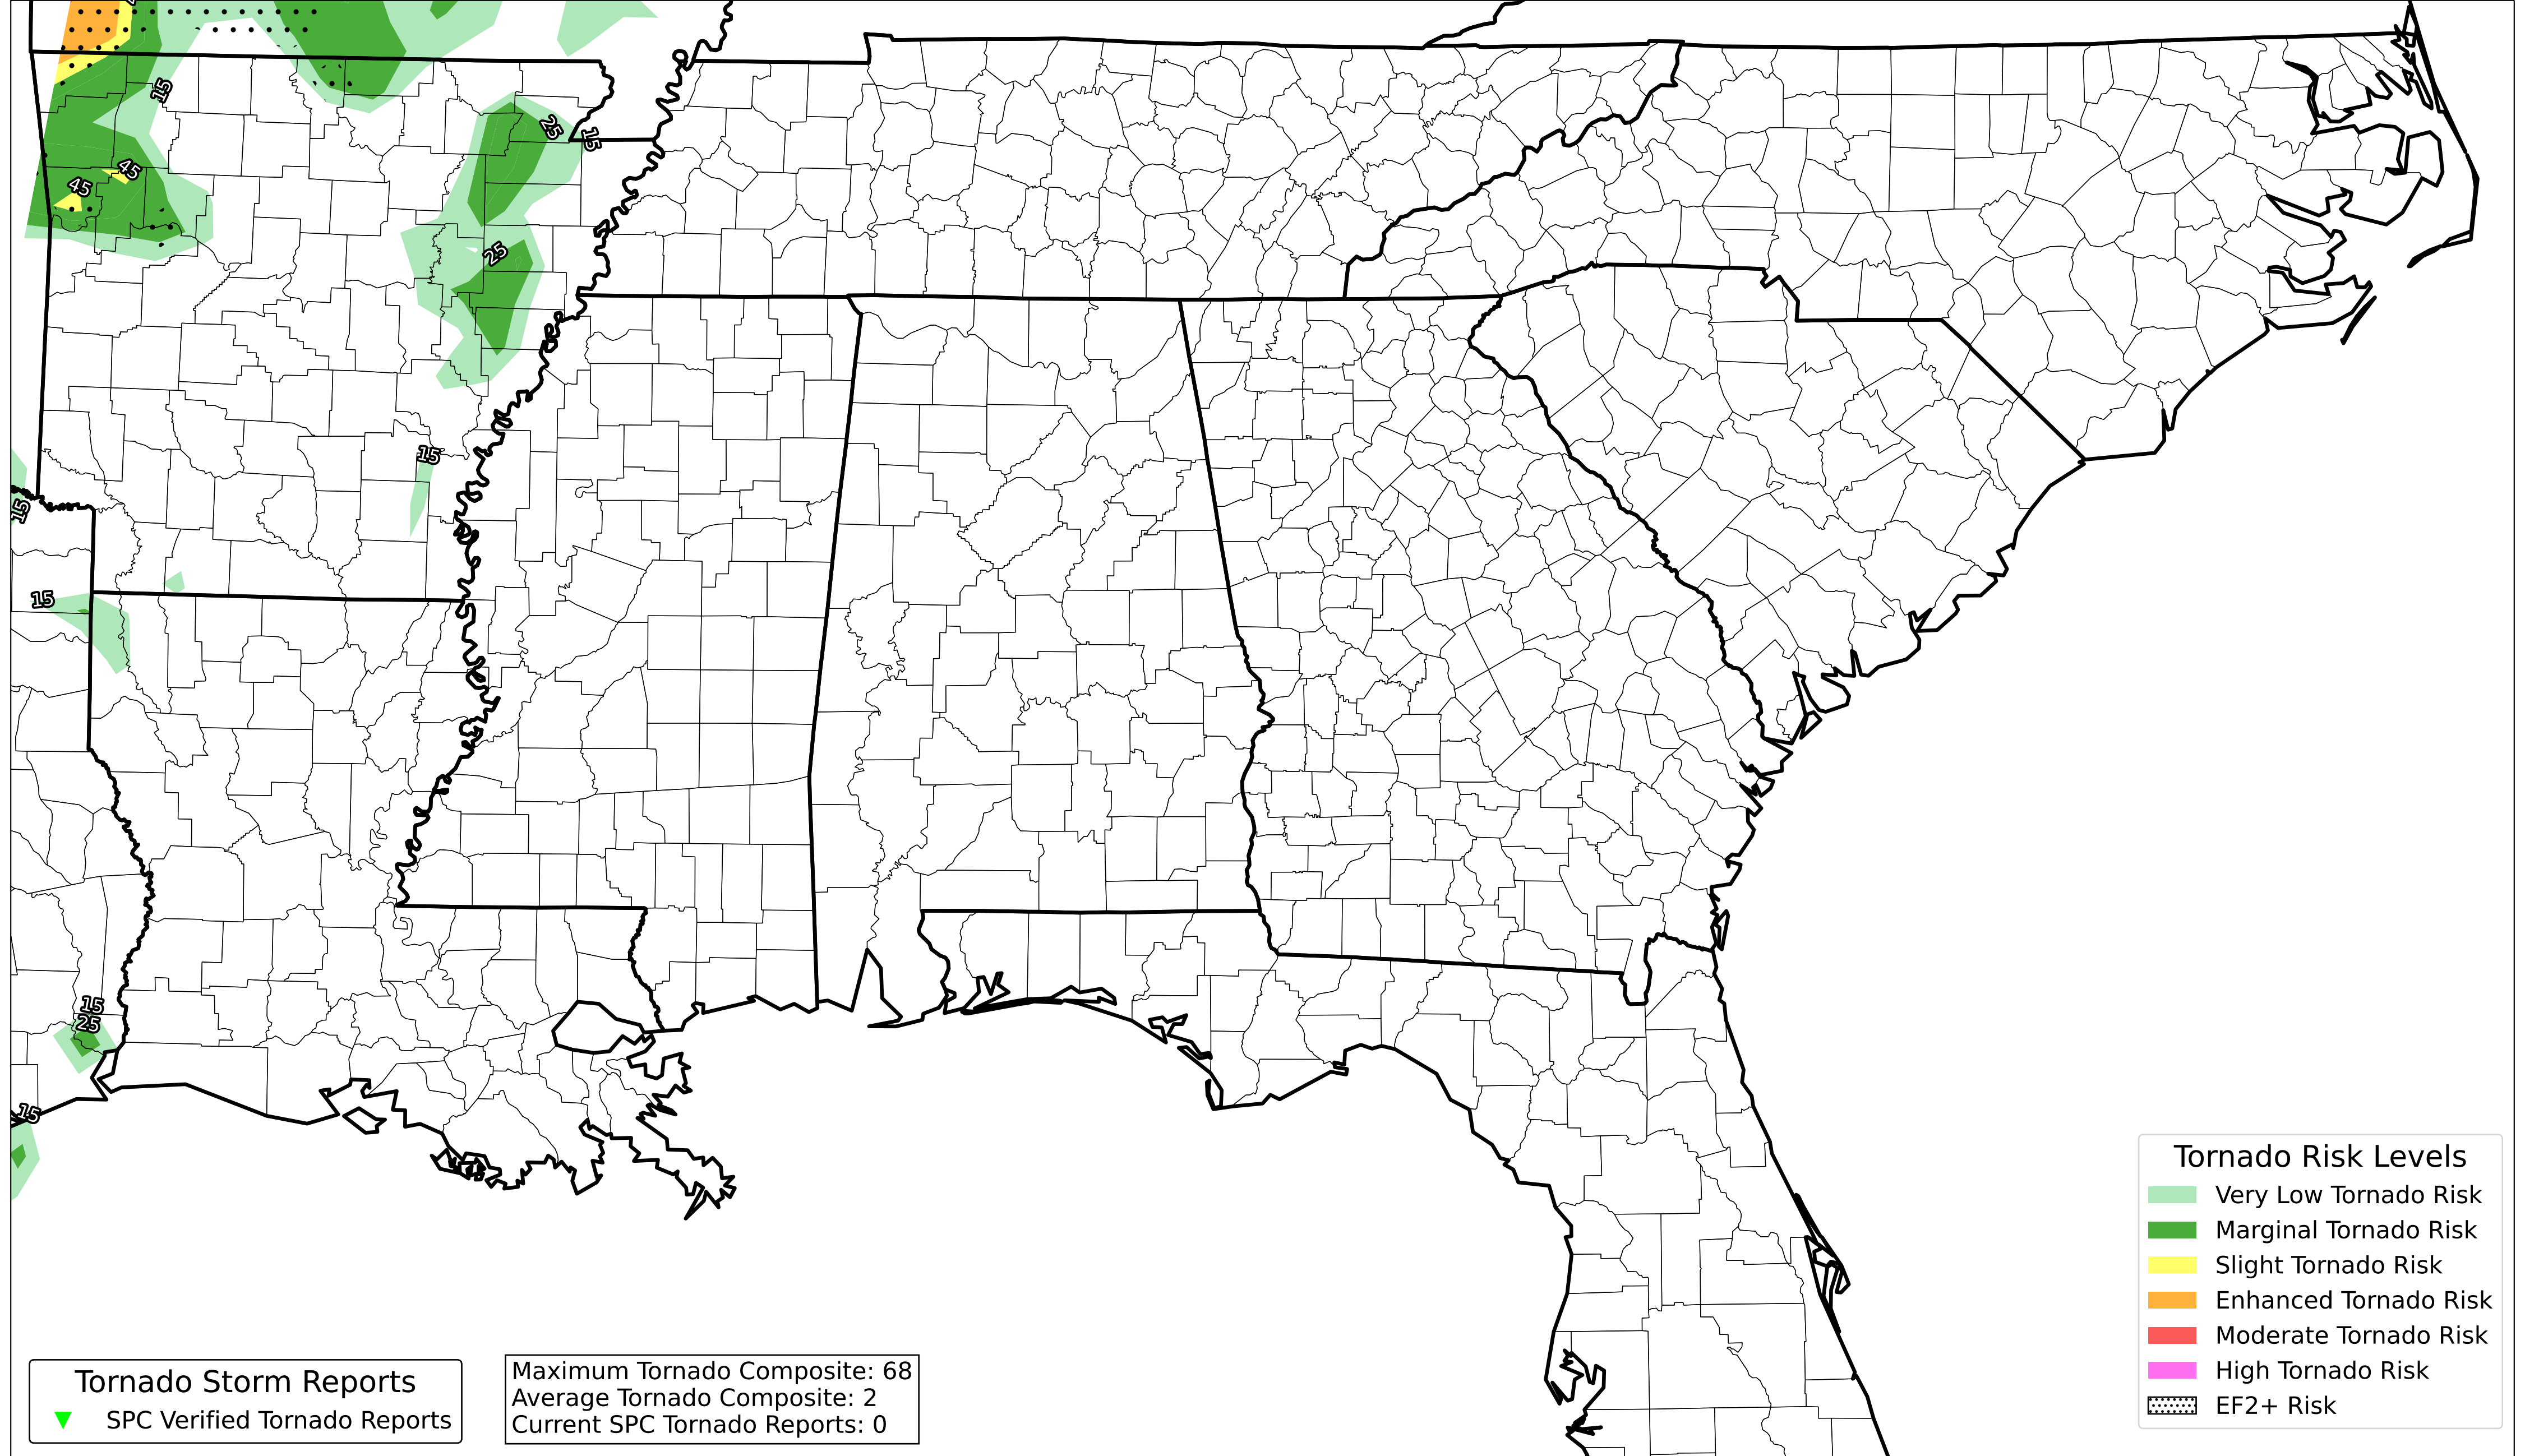 15
25
15
45
45
25
15
15
15
15
25
15
Tornado Risk Levels
Very Low Tornado Risk
Marginal Tornado Risk
Slight Tornado Risk
Enhanced Tornado Risk
Moderate Tornado Risk
High Tornado Risk
EF2+ Risk
Tornado Storm Reports
SPC Verified Tornado Reports
Maximum Tornado Composite: 68
Average Tornado Composite: 2
Current SPC Tornado Reports: 0